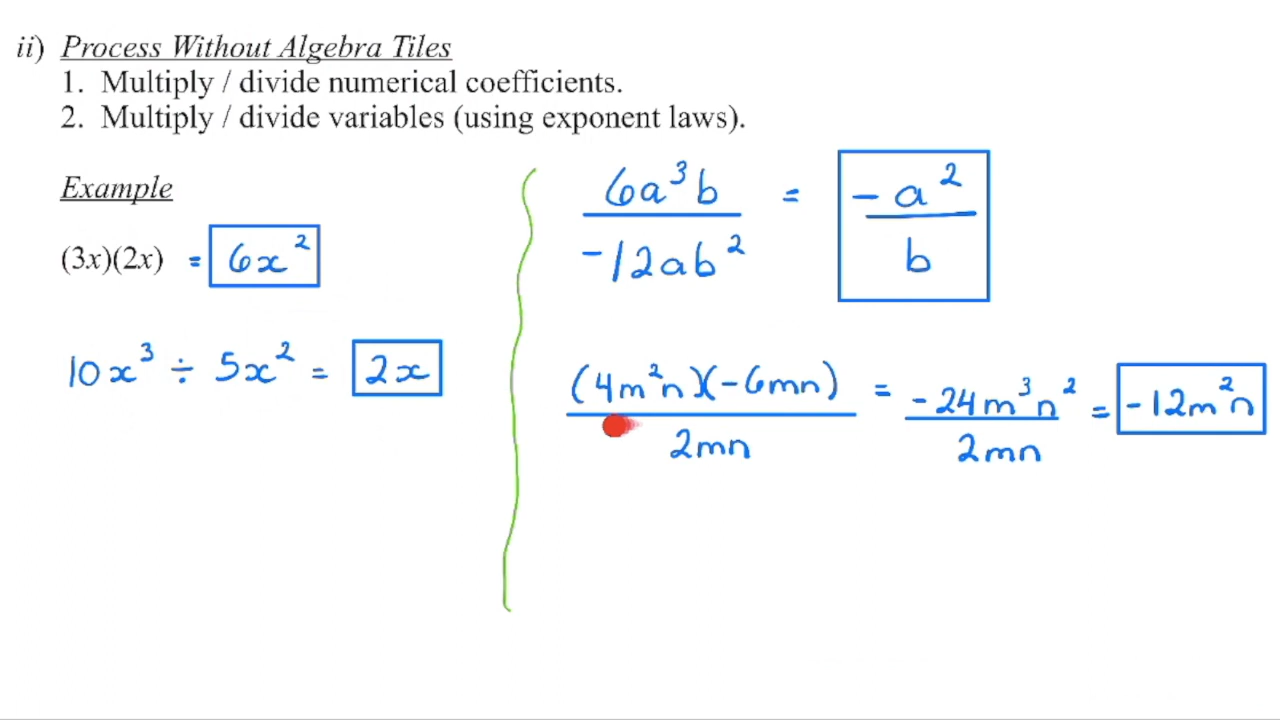 ii) Process Without Algebra Tiles
1. Multiply / divide numerical coefficients.
2. Multiply / divide variables (using exponent laws).
Example
(3x)(2x) = 6x²
10x³ ÷ 5x² = 2x
6a³b / -12ab² = -a² / b
(4m²n)(-6mn) / 2mn = -24m³n² / 2mn = -12m²n